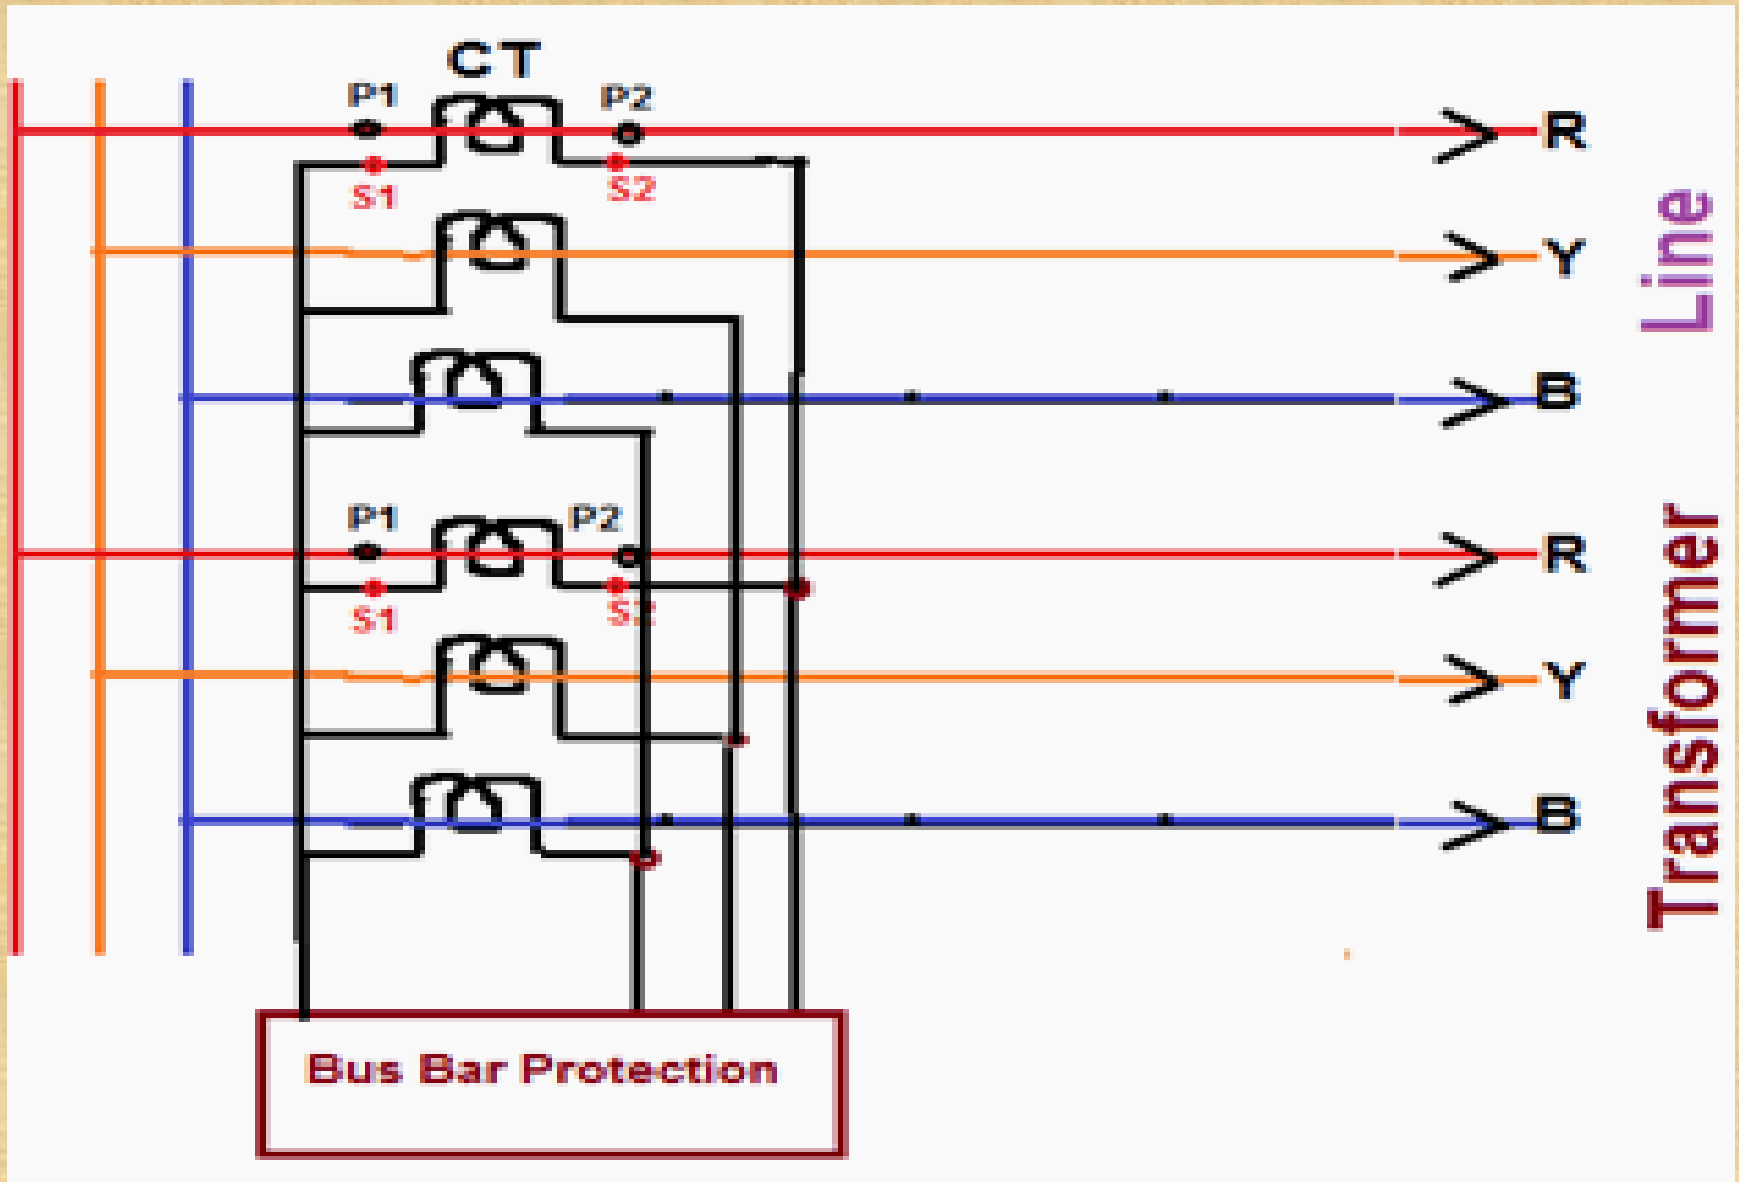 CT
P1 P2
R
S1 S2
Y
Line
B
P1 P2
R
S1 S2
Y
Transformer
B
Bus Bar Protection